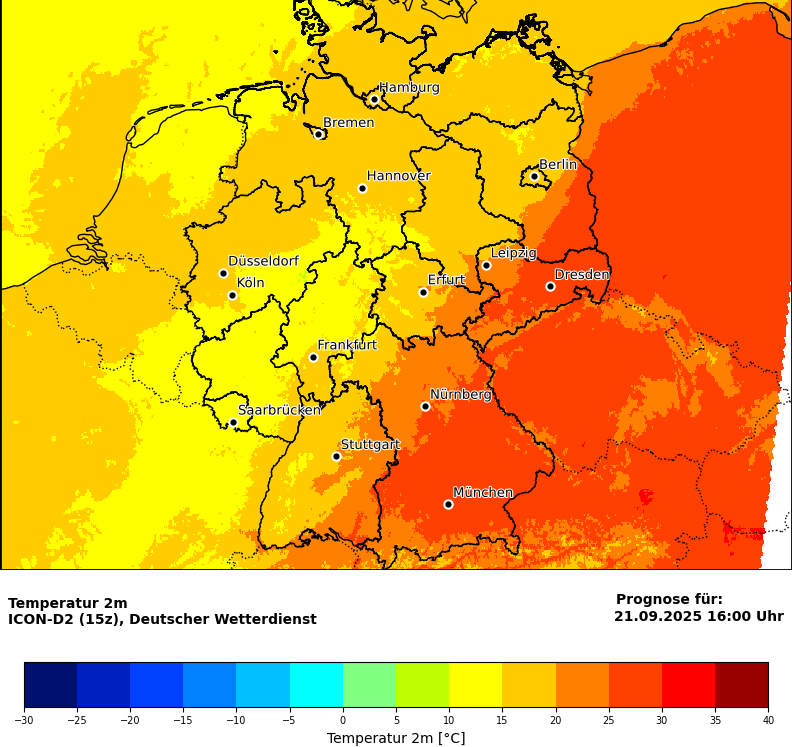 Hamburg
Bremen
Berlin
Hannover
Leipzig
Düsseldorf
Dresden
Köln
Erfurt
Frankfurt
Nürnberg
Saarbrücken
Stuttgart
München
Temperatur 2m
ICON-D2 (15z), Deutscher Wetterdienst
Prognose für:
21.09.2025 16:00 Uhr
−30 −25 −20 −15 −10 −5 0 5 10 15 20 25 30 35 40
Temperatur 2m [°C]